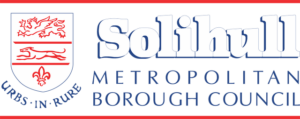 Solihull
METROPOLITAN
BOROUGH COUNCIL
URBS·IN·RURE